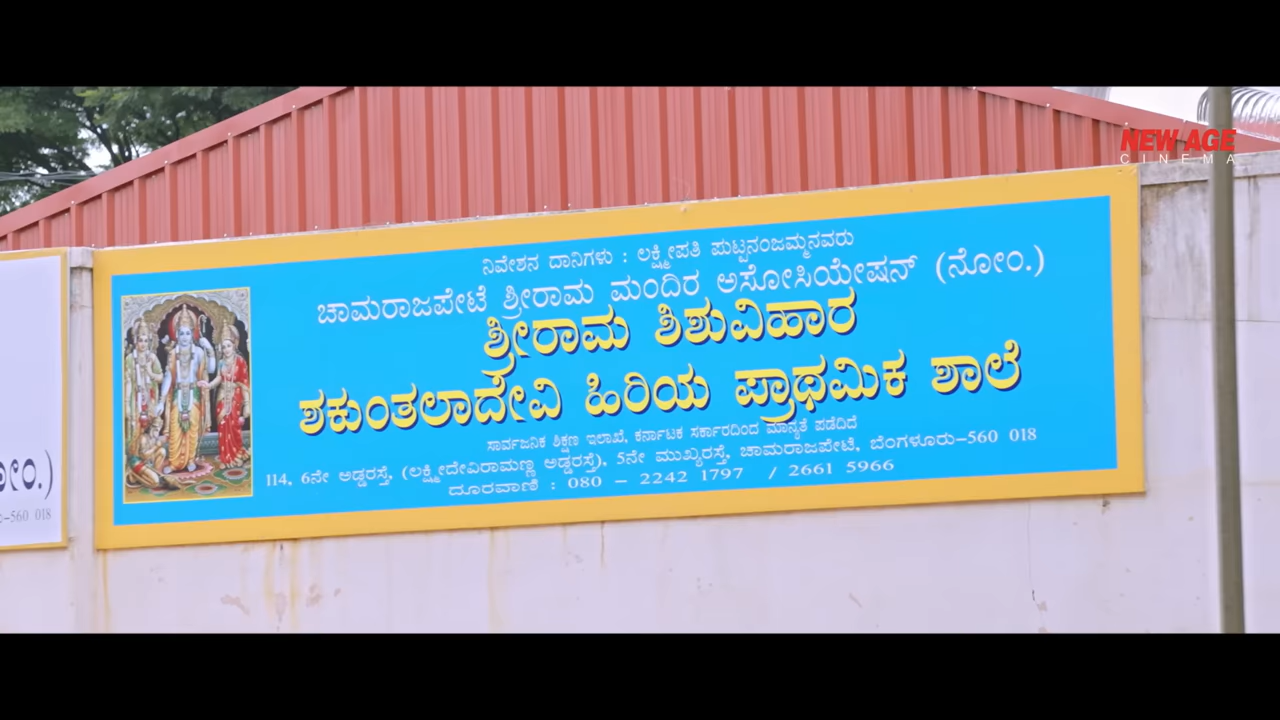 NEW AGE
CINEMA
ನಿವೇಶನ ದಾನಿಗಳು : ಲಕ್ಷ್ಮೀಪತಿ ಪುಟ್ಟನಂಜಮ್ಮನವರು
ಚಾಮರಾಜಪೇಟೆ ಶ್ರೀರಾಮ ಮಂದಿರ ಅಸೋಸಿಯೇಷನ್ (ನೋಂ.)
ಶ್ರೀರಾಮ ಶಿಶುವಿಹಾರ
ಶಕುಂತಲಾದೇವಿ ಹಿರಿಯ ಪ್ರಾಥಮಿಕ ಶಾಲೆ
ಸಾರ್ವಜನಿಕ ಶಿಕ್ಷಣ ಇಲಾಖೆ, ಕರ್ನಾಟಕ ಸರ್ಕಾರದಿಂದ ಮಾನ್ಯತೆ ಪಡೆದಿದೆ
114, 6ನೇ ಅಡ್ಡರಸ್ತೆ, (ಲಕ್ಷ್ಮೀದೇವಿರಾಮಣ್ಣ ಅಡ್ಡರಸ್ತೆ), 5ನೇ ಮುಖ್ಯರಸ್ತೆ, ಚಾಮರಾಜಪೇಟೆ, ಬೆಂಗಳೂರು-560 018
ದೂರವಾಣಿ : 080 - 2242 1797 / 2661 5966
ನೋಂ.)
-560 018